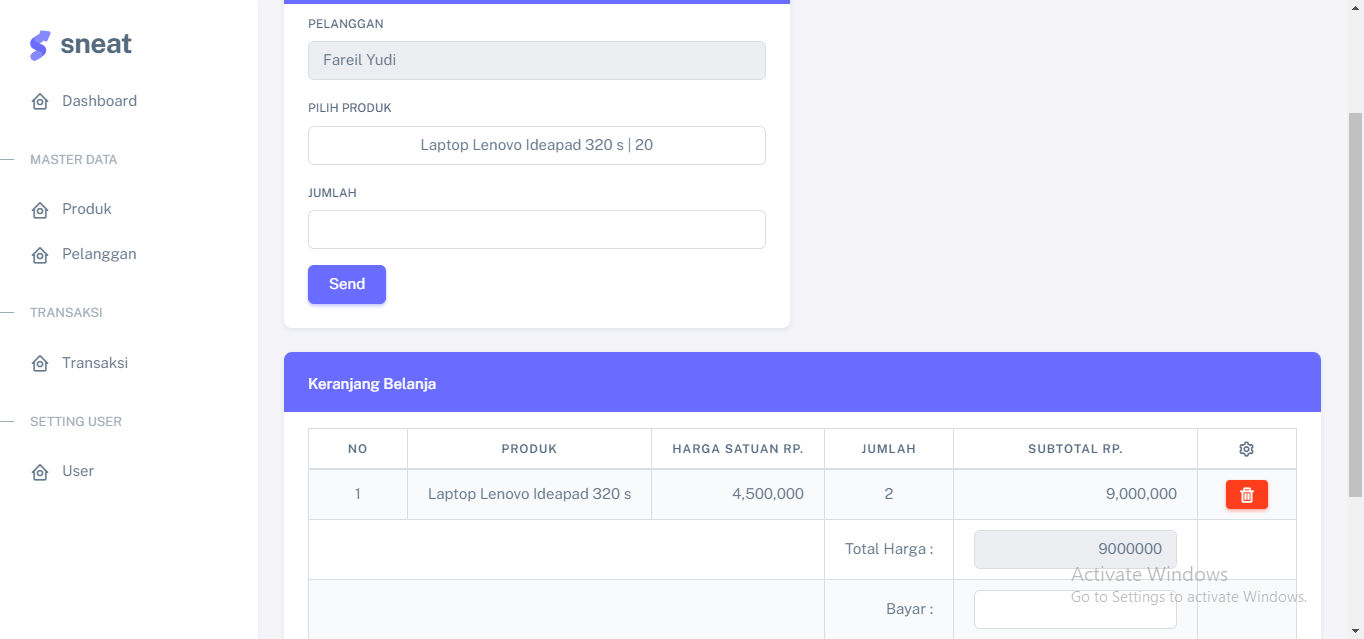 sneat
Dashboard
MASTER DATA
Produk
Pelanggan
TRANSAKSI
Transaksi
SETTING USER
User
PELANGGAN
Fareil Yudi
PILIH PRODUK
Laptop Lenovo Ideapad 320 s | 20
JUMLAH
Send
Keranjang Belanja
NO PRODUK HARGA SATUAN RP. JUMLAH SUBTOTAL RP.
1 Laptop Lenovo Ideapad 320 s 4,500,000 2 9,000,000
Total Harga : 9000000
Bayar :
Activate Windows
Go to Settings to activate Windows.